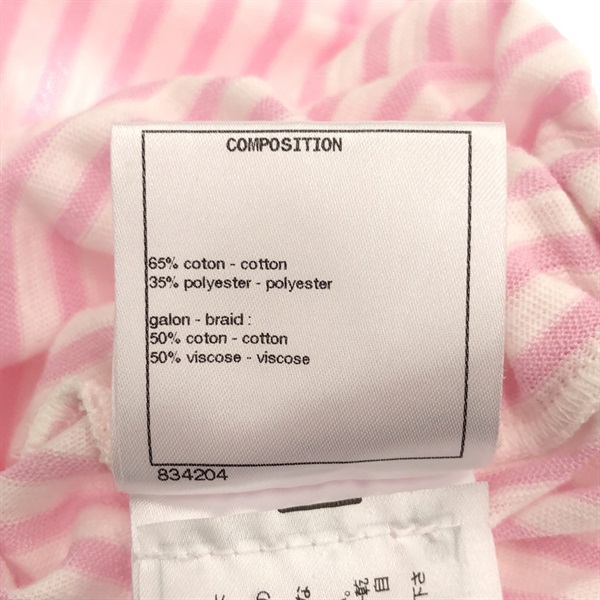 COMPOSITION
65% coton - cotton
35% polyester - polyester
galon - braid :
50% coton - cotton
50% viscose - viscose
834204